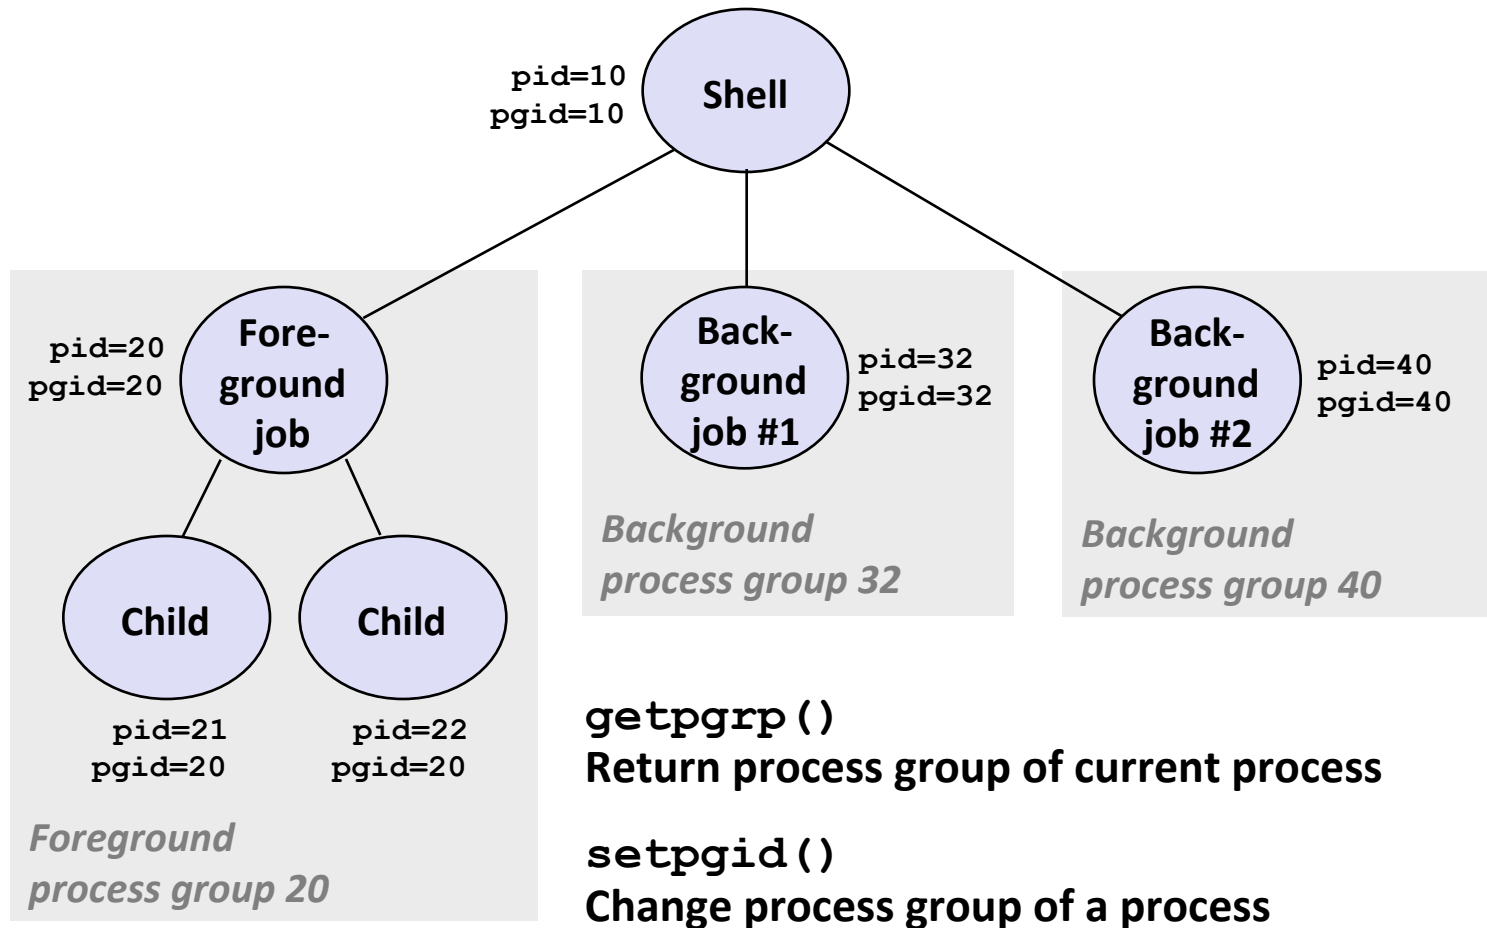 pid=10
pgid=10
Shell
pid=20
pgid=20
Fore-
ground
job
Back-
ground
job #1
pid=32
pgid=32
Back-
ground
job #2
pid=40
pgid=40
Background
process group 32
Background
process group 40
Child
Child
pid=21
pgid=20
pid=22
pgid=20
Foreground
process group 20
getpgrp()
Return process group of current process
setpgid()
Change process group of a process